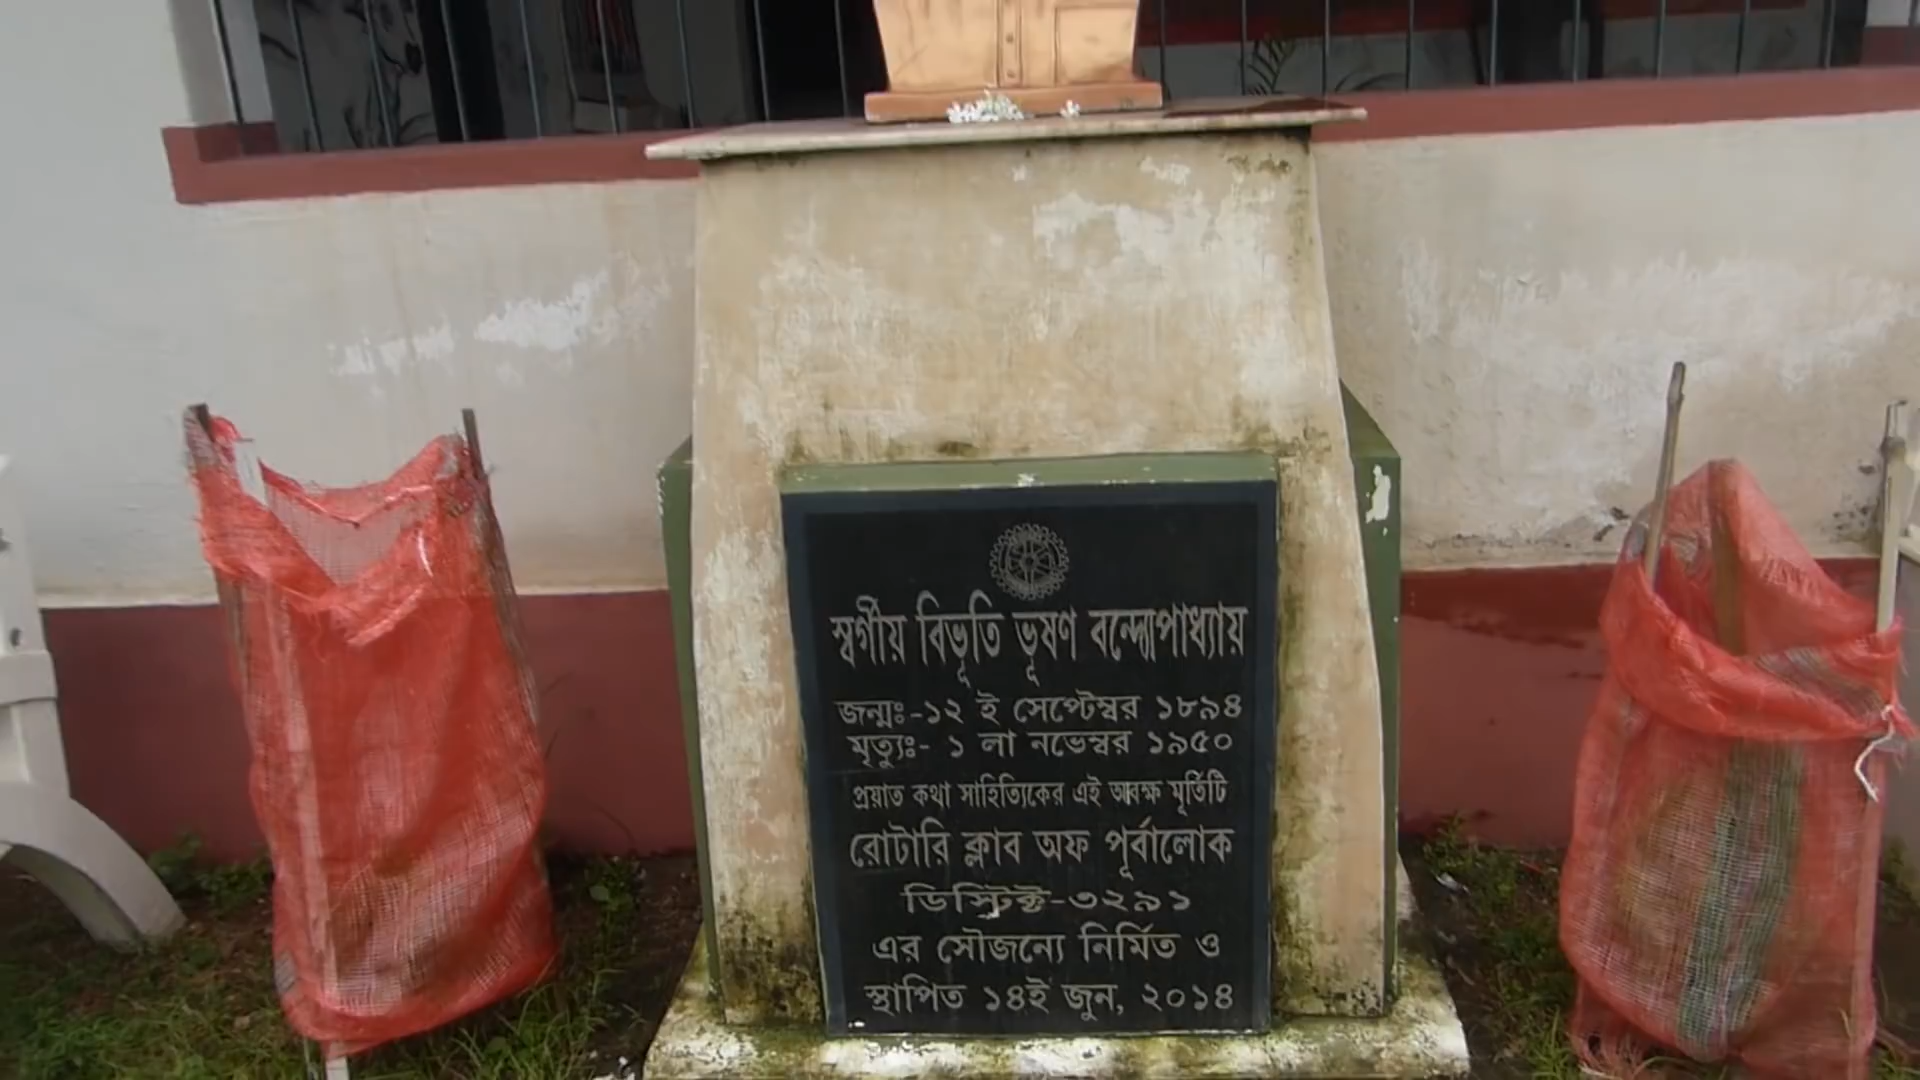 স্বর্গীয় বিভূতি ভূষণ বন্দ্যোপাধ্যায়
জন্মঃ-১২ ই সেপ্টেম্বর ১৮৯৪
মৃত্যুঃ- ১ লা নভেম্বর ১৯৫০
প্রয়াত কথা সাহিত্যিকের এই আবক্ষ মূর্তিটি
রোটারি ক্লাব অফ পূর্বালোক
ডিস্ট্রিক্ট-৩২৯১
এর সৌজন্যে নির্মিত ও
স্থাপিত ১৪ই জুন, ২০১৪